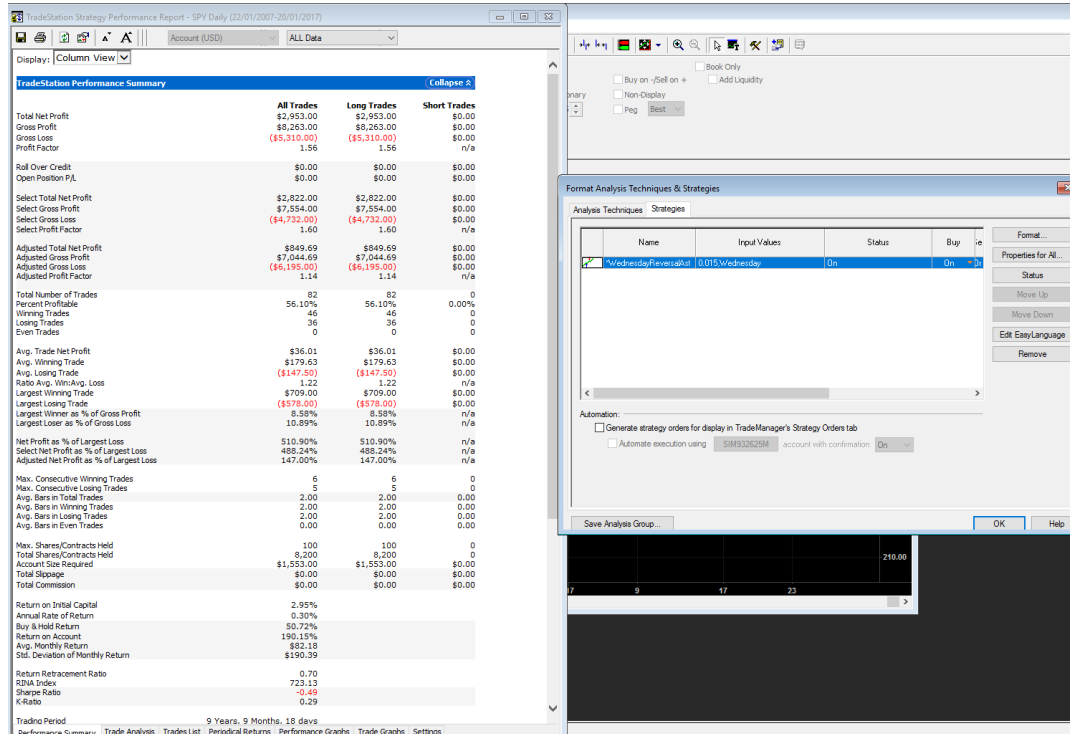 TradeStation Strategy Performance Report - SPY Daily (22/01/2007-20/01/2017)
Account (USD) ALL Data
Display: Column View
TradeStation Performance Summary Collapse
All Trades Long Trades Short Trades
Total Net Profit $2,953.00 $2,953.00 $0.00
Gross Profit $8,263.00 $8,263.00 $0.00
Gross Loss ($5,310.00) ($5,310.00) $0.00
Profit Factor 1.56 1.56 n/a
Roll Over Credit $0.00 $0.00 $0.00
Open Position P/L $0.00 $0.00 $0.00
Select Total Net Profit $2,822.00 $2,822.00 $0.00
Select Gross Profit $7,554.00 $7,554.00 $0.00
Select Gross Loss ($4,732.00) ($4,732.00) $0.00
Select Profit Factor 1.60 1.60 n/a
Adjusted Total Net Profit $849.69 $849.69 $0.00
Adjusted Gross Profit $7,044.69 $7,044.69 $0.00
Adjusted Gross Loss ($6,195.00) ($6,195.00) $0.00
Adjusted Profit Factor 1.14 1.14 n/a
Total Number of Trades 82 82 0
Percent Profitable 56.10% 56.10% 0.00%
Winning Trades 46 46 0
Losing Trades 36 36 0
Even Trades 0 0 0
Avg. Trade Net Profit $36.01 $36.01 $0.00
Avg. Winning Trade $179.63 $179.63 $0.00
Avg. Losing Trade ($147.50) ($147.50) $0.00
Ratio Avg. Win:Avg. Loss 1.22 1.22 n/a
Largest Winning Trade $709.00 $709.00 $0.00
Largest Losing Trade ($578.00) ($578.00) $0.00
Largest Winner as % of Gross Profit 8.58% 8.58% n/a
Largest Loser as % of Gross Loss 10.89% 10.89% n/a
Net Profit as % of Largest Loss 510.90% 510.90% n/a
Select Net Profit as % of Largest Loss 488.24% 488.24% n/a
Adjusted Net Profit as % of Largest Loss 147.00% 147.00% n/a
Max. Consecutive Winning Trades 6 6 0
Max. Consecutive Losing Trades 5 5 0
Avg. Bars in Total Trades 2.00 2.00 0.00
Avg. Bars in Winning Trades 2.00 2.00 0.00
Avg. Bars in Losing Trades 2.00 2.00 0.00
Avg. Bars in Even Trades 0.00 0.00 0.00
Max. Shares/Contracts Held 100 100 0
Total Shares/Contracts Held 8,200 8,200 0
Account Size Required $1,553.00 $1,553.00 $0.00
Total Slippage $0.00 $0.00 $0.00
Total Commission $0.00 $0.00 $0.00
Return on Initial Capital 2.95%
Annual Rate of Return 0.30%
Buy & Hold Return 50.72%
Return on Account 190.15%
Avg. Monthly Return $82.18
Std. Deviation of Monthly Return $190.39
Return Retracement Ratio 0.70
RINA Index 723.13
Sharpe Ratio -0.49
K-Ratio 0.29
Trading Period 9 Years, 9 Months, 18 days
Performance Summary Trade Analysis Trades List Periodical Returns Performance Graphs Trade Graphs Settings
Book Only
Buy on -/Sell on + Add Liquidity
onary Non-Display
Peg Best
Format Analysis Techniques & Strategies
Analysis Techniques Strategies
Name Input Values Status Buy Se
*WednesdayReversalAst 0.015,Wednesday On On Or
Format...
Properties for All...
Status
Move Up
Move Down
Edit EasyLanguage
Remove
Automation:
Generate strategy orders for display in TradeManager's Strategy Orders tab
Automate execution using SIM932625M account with confirmation On
Save Analysis Group... OK Help
210.00
17 9 17 23